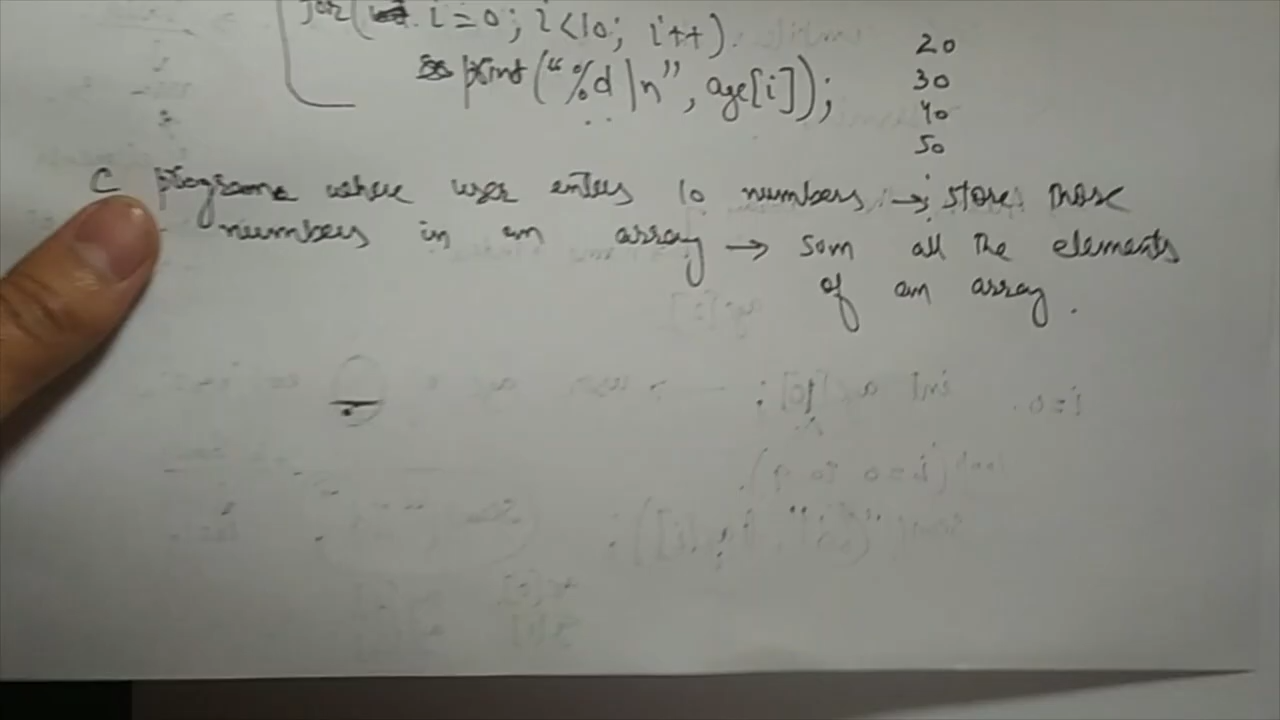 for( i=0; i<10; i++)
printf("%d\n", age[i]);
20
30
40
50
C programe where user enters 10 numbers → store those
numbers in an array → sum all the elements
of an array.